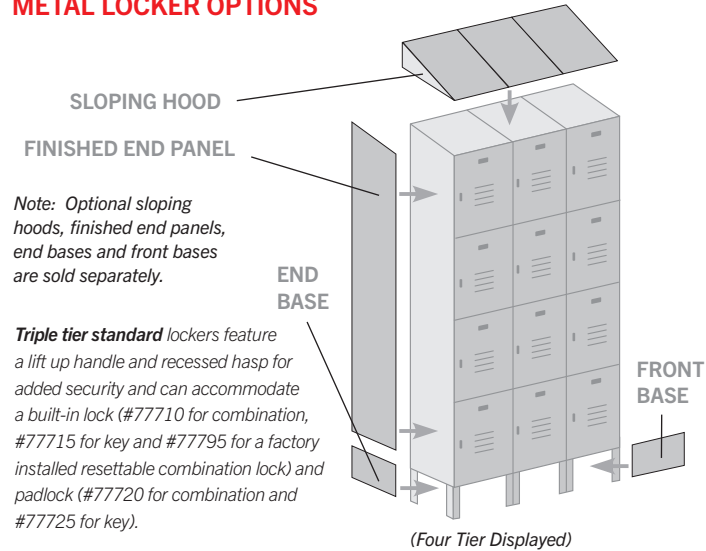 METAL LOCKER OPTIONS
SLOPING HOOD
FINISHED END PANEL
Note: Optional sloping
hoods, finished end panels,
end bases and front bases
are sold separately.
END
BASE
Triple tier standard lockers feature
a lift up handle and recessed hasp for
added security and can accommodate
a built-in lock (#77710 for combination,
#77715 for key and #77795 for a factory
installed resettable combination lock) and
padlock (#77720 for combination and
#77725 for key).
FRONT
BASE
(Four Tier Displayed)